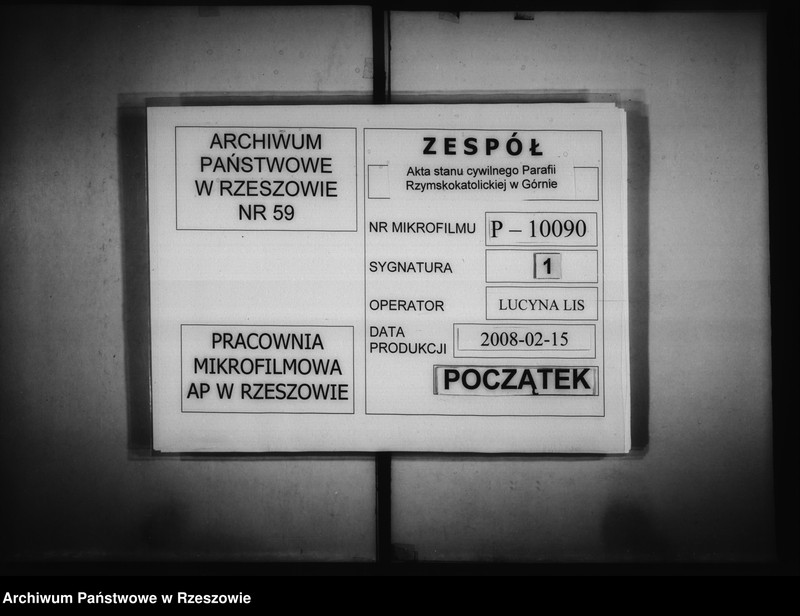 ARCHIWUM
PAŃSTWOWE
W RZESZOWIE
NR 59
PRACOWNIA
MIKROFILMOWA
AP W RZESZOWIE
ZESPÓŁ
Akta stanu cywilnego Parafii
Rzymskokatolickiej w Górnie
NR MIKROFILMU P – 10090
SYGNATURA 1
OPERATOR LUCYNA LIS
DATA
PRODUKCJI 2008-02-15
POCZĄTEK
Archiwum Państwowe w Rzeszowie